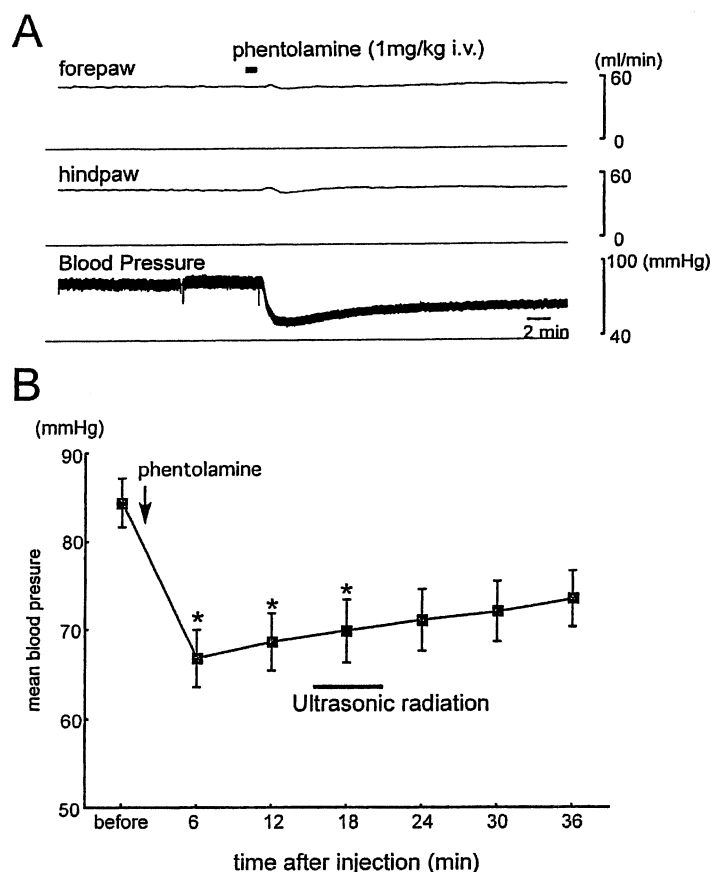 A
phentolamine (1mg/kg i.v.)
forepaw
(ml/min)
60
0
hindpaw
60
0
Blood Pressure
100 (mmHg)
2 min
40
B
(mmHg)
90
phentolamine
80
*
*
*
70
mean blood presure
Ultrasonic radiation
60
50
before 6 12 18 24 30 36
time after injection (min)